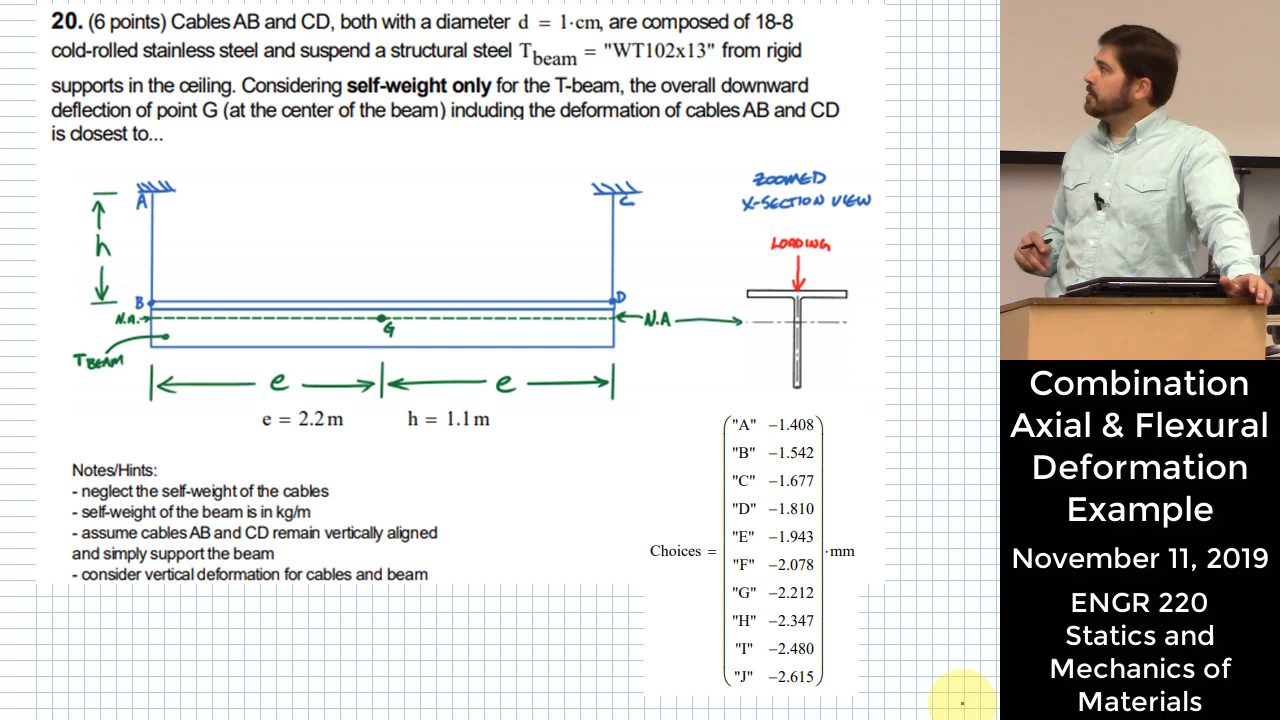 20. (6 points) Cables AB and CD, both with a diameter d = 1·cm, are composed of 18-8
cold-rolled stainless steel and suspend a structural steel Tbeam = "WT102x13" from rigid
supports in the ceiling. Considering self-weight only for the T-beam, the overall downward
deflection of point G (at the center of the beam) including the deformation of cables AB and CD
is closest to...
A
C
h
B
D
N.A.
G
N.A
TBEAM
e
e
e = 2.2 m
h = 1.1 m
ZOOMED
X-SECTION VIEW
LOADING
Notes/Hints:
- neglect the self-weight of the cables
- self-weight of the beam is in kg/m
- assume cables AB and CD remain vertically aligned
and simply support the beam
- consider vertical deformation for cables and beam
Choices =
"A" −1.408
"B" −1.542
"C" −1.677
"D" −1.810
"E" −1.943
"F" −2.078
"G" −2.212
"H" −2.347
"I" −2.480
"J" −2.615
·mm
Combination
Axial & Flexural
Deformation
Example
November 11, 2019
ENGR 220
Statics and
Mechanics of
Materials